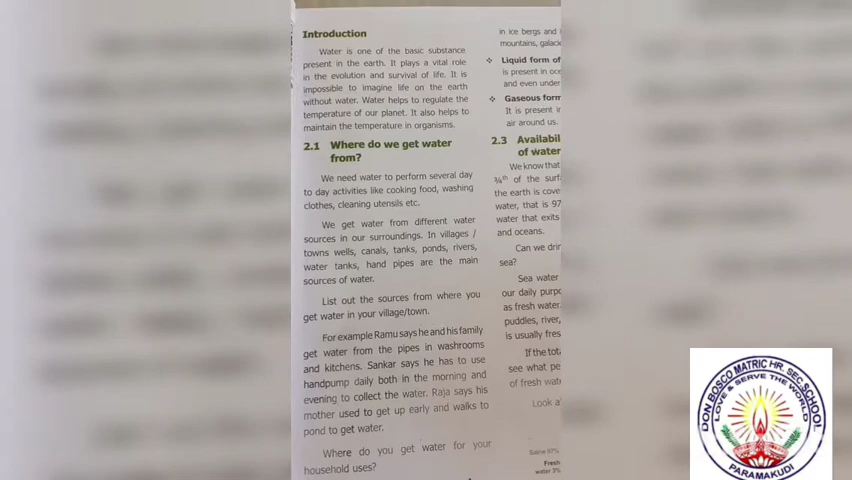 Introduction
Water is one of the basic substance
present in the earth. It plays a vital role
in the evolution and survival of life. It is
impossible to imagine life on the earth
without water. Water helps to regulate the
temperature of our planet. It also helps to
maintain the temperature in organisms.
2.1 Where do we get water
from?
We need water to perform several day
to day activities like cooking food, washing
clothes, cleaning utensils etc.
We get water from different water
sources in our surroundings. In villages /
towns wells, canals, tanks, ponds, rivers,
water tanks, hand pipes are the main
sources of water.
List out the sources from where you
get water in your village/town.
For example Ramu says he and his family
get water from the pipes in washrooms
and kitchens. Sankar says he has to use
handpump daily both in the morning and
evening to collect the water. Raja says his
mother used to get up early and walks to
pond to get water.
Where do you get water for your
household uses?
in ice bergs and
mountains, galacie
❖ Liquid form of
is present in oce
and even under
❖ Gaseous form
It is present in
air around us.
2.3 Availabil
of water
We know that
¾th of the surf
the earth is cove
water, that is 97
water that exits
and oceans.
Can we drin
sea?
Sea water
our daily purpo
as fresh water.
puddles, river,
is usually fres
If the tot
see what pe
of fresh wat
Look a
Saline 97%
Fresh
water 3%
DON BOSCO MATRIC HR. SEC. SCHOOL
LOVE & SERVE THE WORLD
PARAMAKUDI